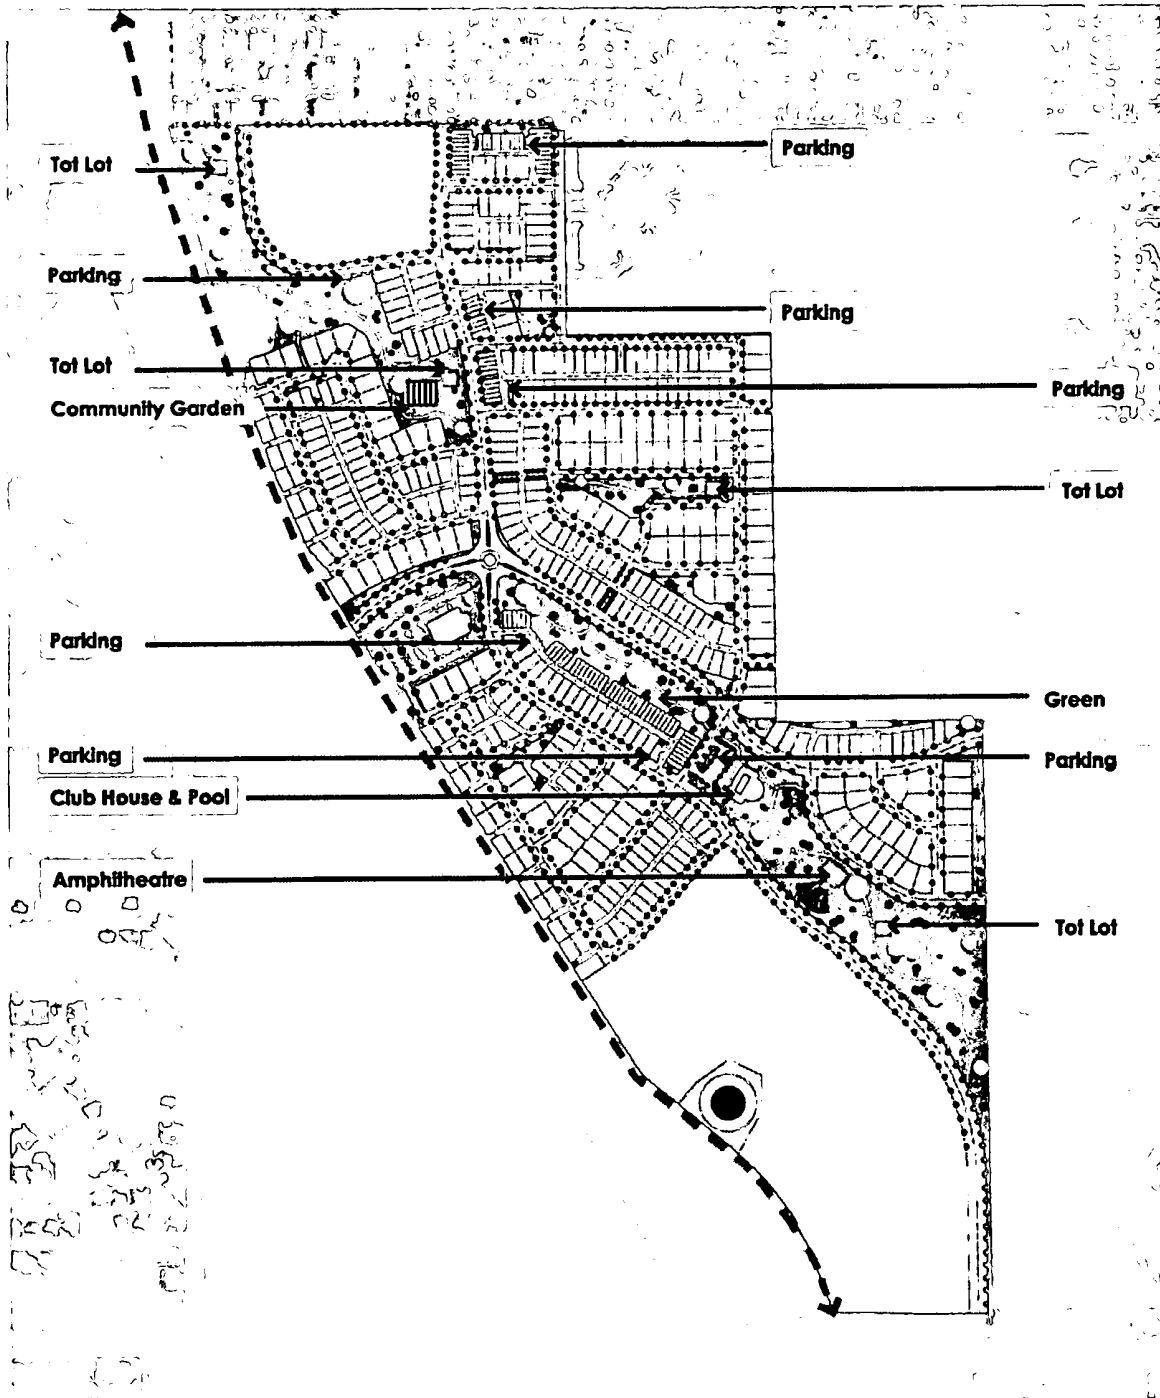 Parking
Tot Lot
Parking
Parking
Tot Lot
Parking
Community Garden
Tot Lot
Parking
Green
Parking
Parking
Club House & Pool
Amphitheatre
Tot Lot